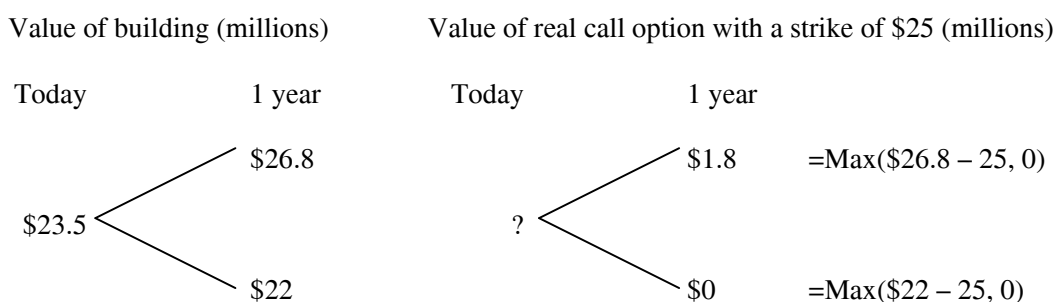 Value of building (millions) Value of real call option with a strike of $25 (millions)
Today 1 year Today 1 year
$26.8 $1.8 =Max($26.8 – 25, 0)
$23.5 ?
$22 $0 =Max($22 – 25, 0)